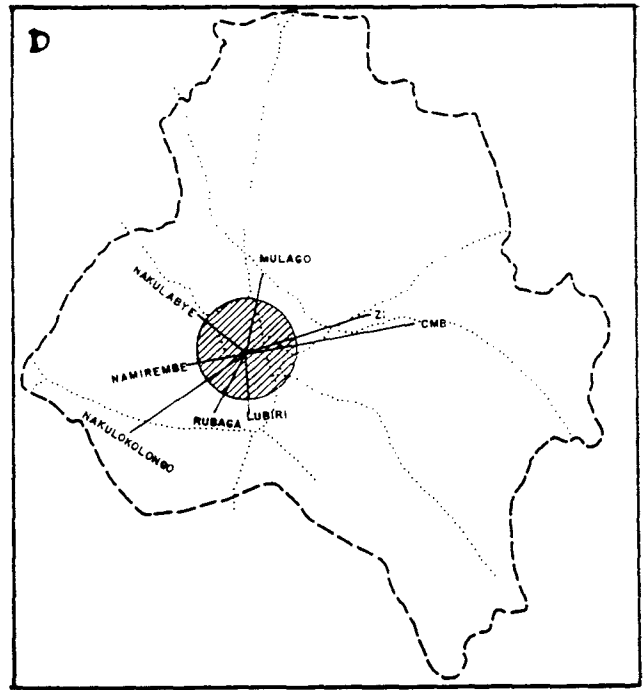 D
MULAGO
NAKULABYE
Z.
CMB
NAMIREMBE
RUBAGA
LUBIRI
NAKULOKOLONGO